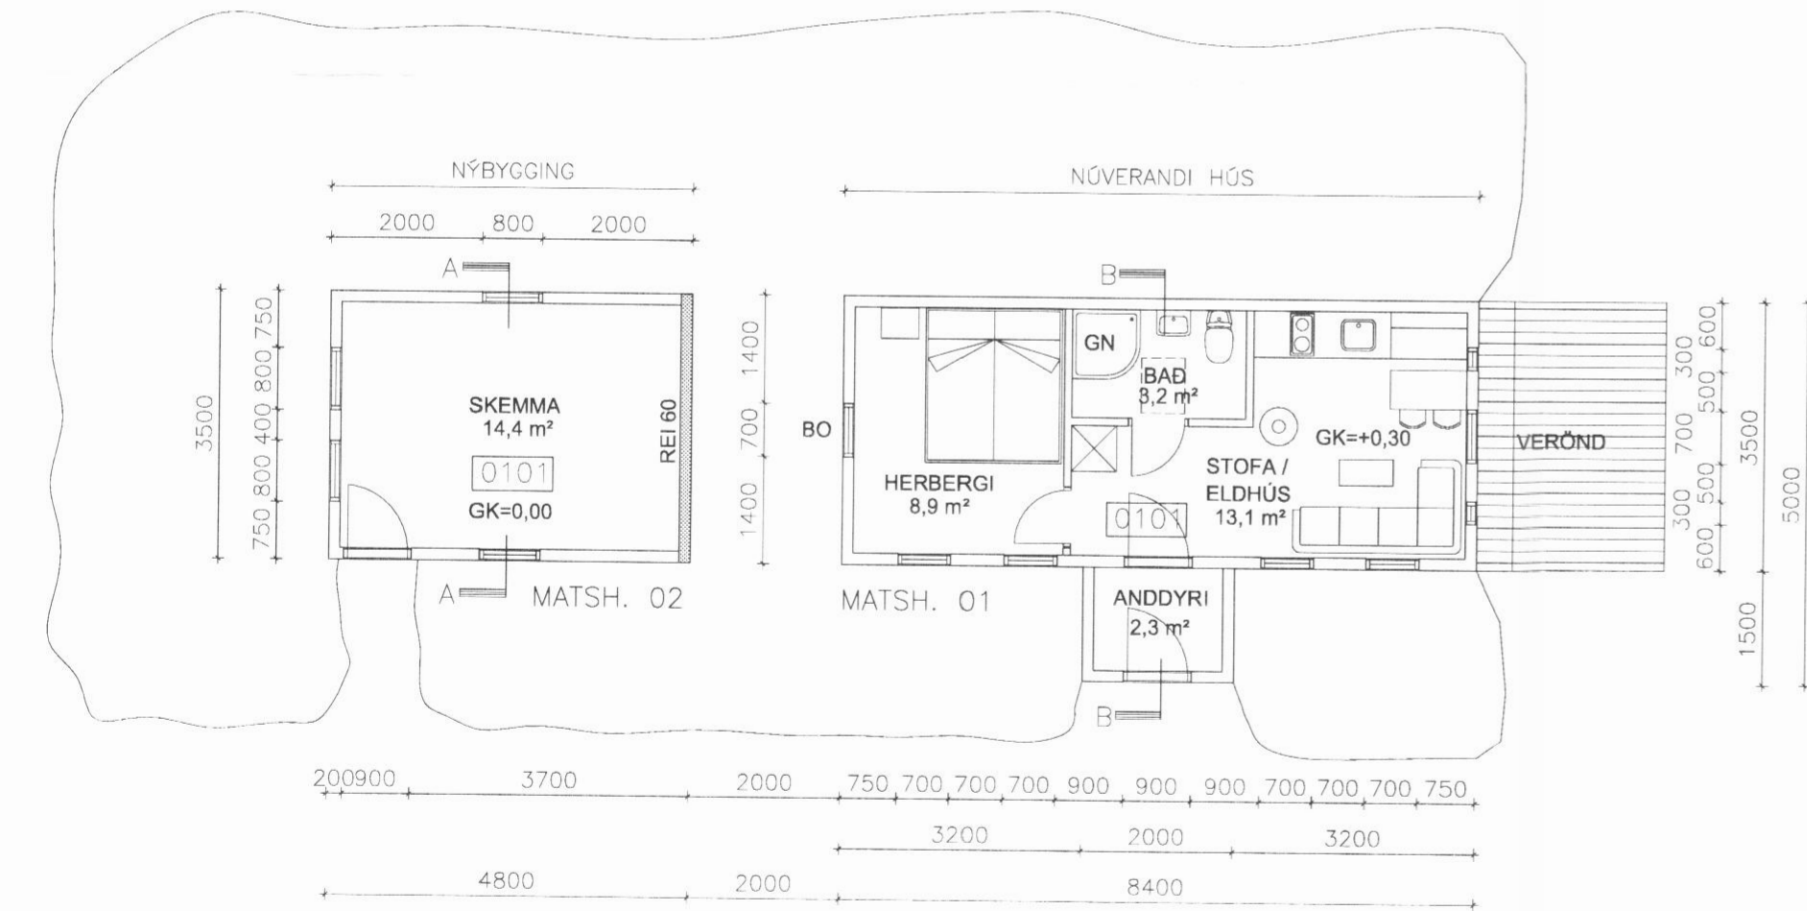 NÝBYGGING
NÚVERANDI HÚS
2000 800 2000
A
B
3500
750 800 400 800 750
SKEMMA
14,4 m²
0101
GK=0,00
REI 60
1400 700 1400
BO
HERBERGI
8,9 m²
GN
BAÐ
3,2 m²
0101
STOFA /
ELDHÚS
13,1 m²
GK=+0,30
VERÖND
300 700 300
600 500 500 600
3500
1500
5000
A
MATSH. 02
MATSH. 01
ANDDYRI
2,3 m²
B
200 900 3700 2000 750 700 700 700 900 900 900 700 700 700 750
3200 2000 3200
4800 2000 8400